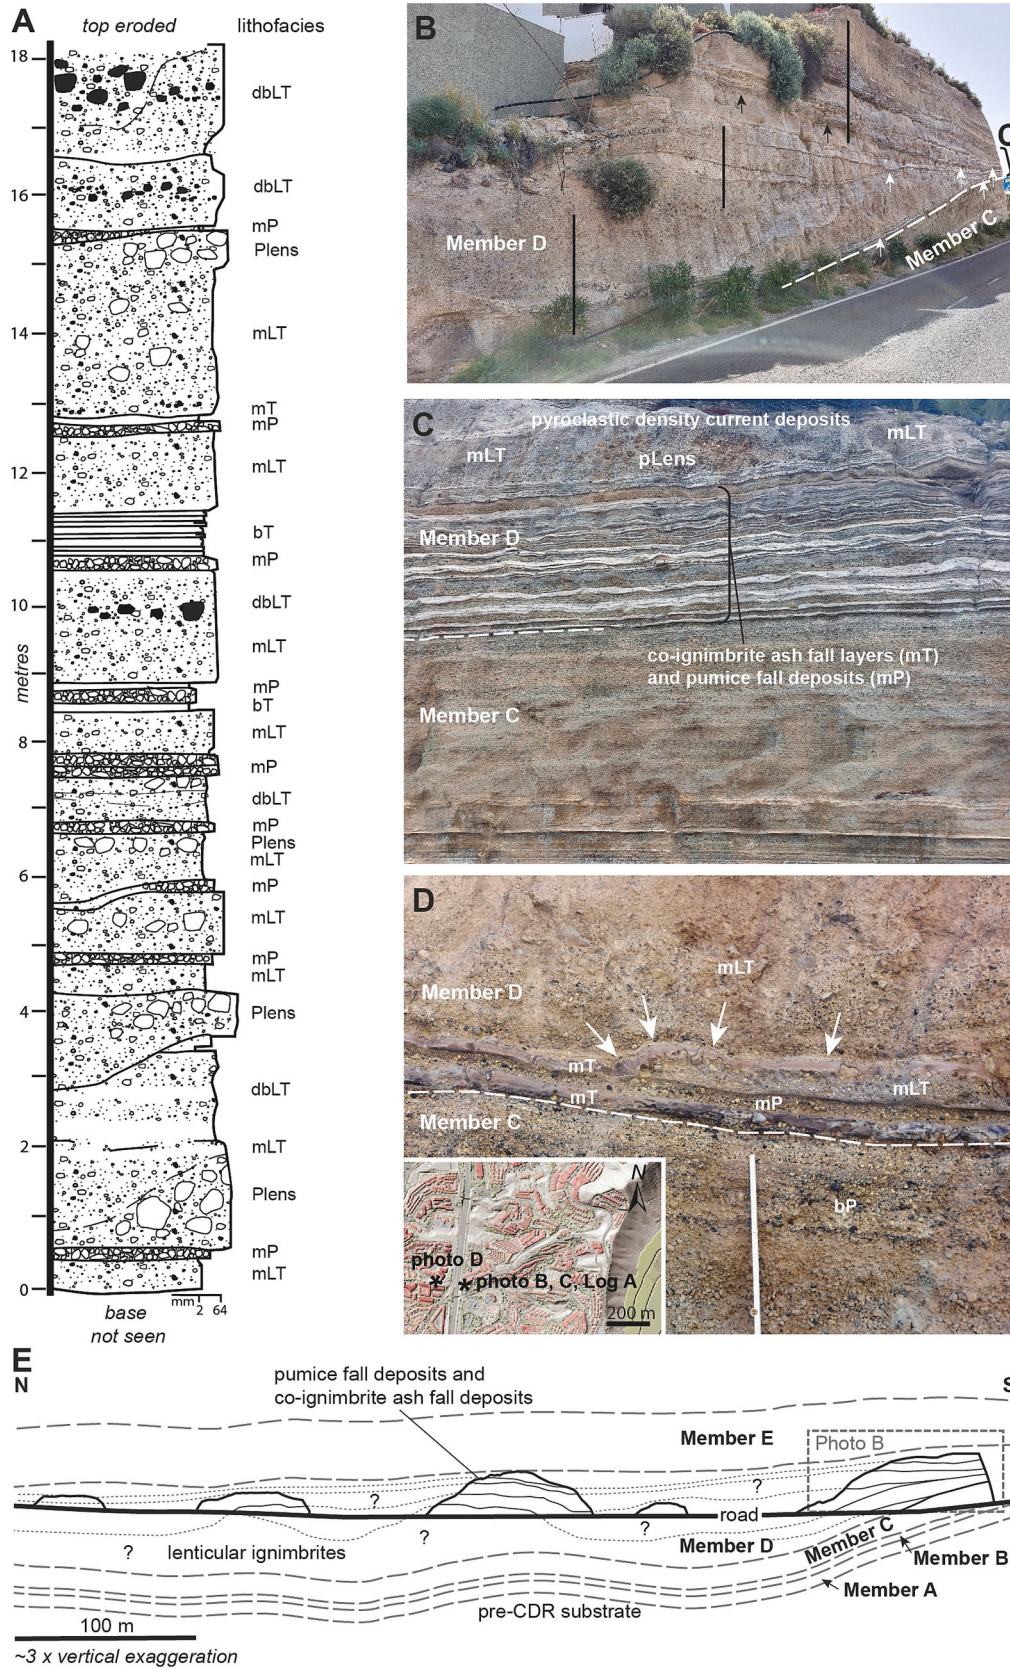 A
top eroded
lithofacies
18
dbLT
16
dbLT
mP
Plens
mLT
14
mT
mP
12
mLT
bT
mP
10
dbLT
mLT
metres
mP
bT
mLT
8
mP
dbLT
mP
Plens
mLT
6
mP
mLT
mP
mLT
4
Plens
dbLT
2
mLT
Plens
mP
mLT
0
mm 2 64
base
not seen
B
Member D
Member C
C
C
pyroclastic density current deposits
mLT
mLT
pLens
Member D
co-ignimbrite ash fall layers (mT)
and pumice fall deposits (mP)
Member C
D
mLT
Member D
mT
mLT
mT
mP
Member C
bP
N
photo D
* * photo B, C, Log A
200 m
E
N
S
pumice fall deposits and
co-ignimbrite ash fall deposits
Member E
Photo B
?
?
road
?
?
?
lenticular ignimbrites
Member D
Member C
Member B
Member A
pre-CDR substrate
100 m
~3 x vertical exaggeration